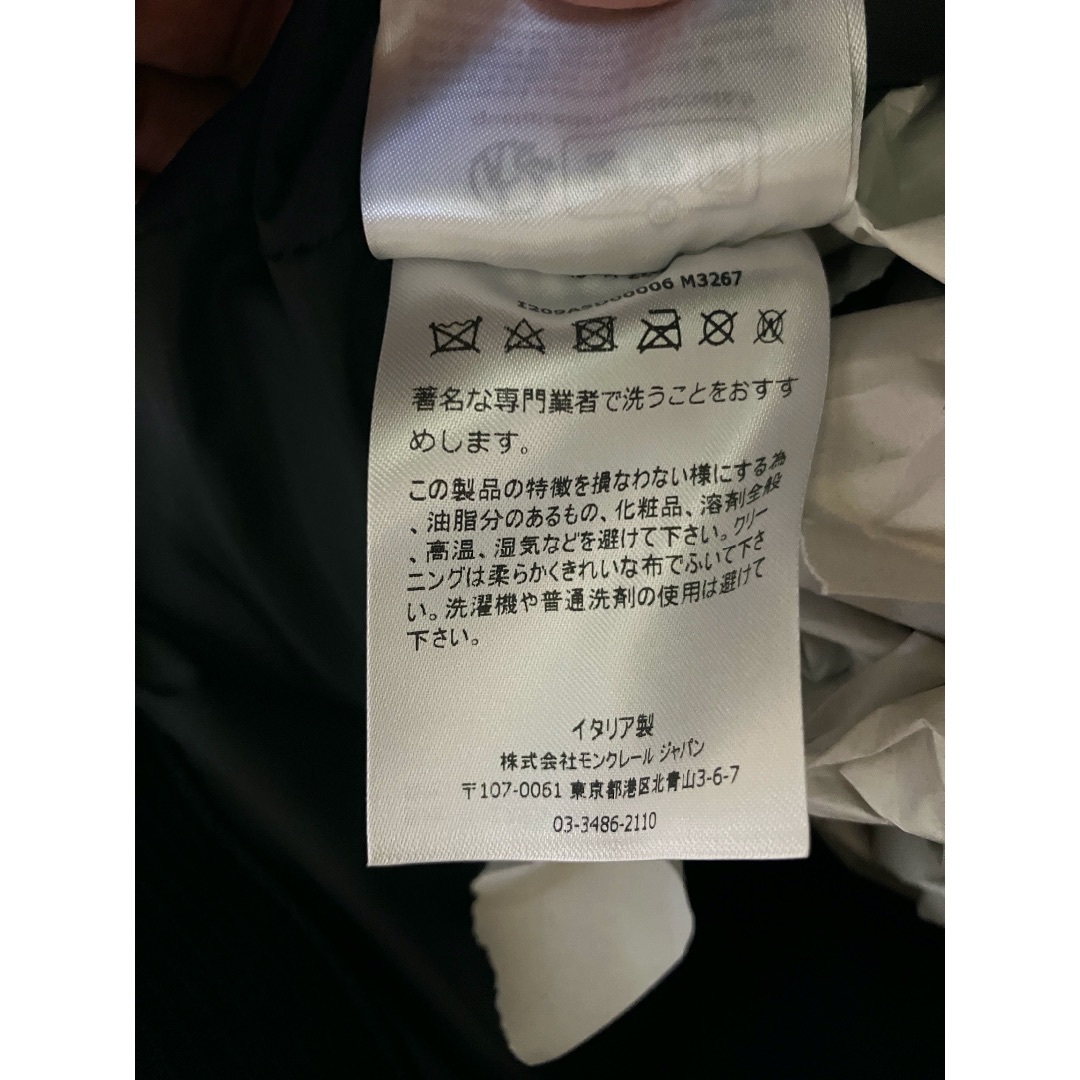 M3267
著名な専門業者で洗うことをおすす
めします。
この製品の特徴を損なわない様にする為
、油脂分のあるもの、化粧品、溶剤全般
、高温、湿気などを避けて下さい。クリー
ニングは柔らかくきれいな布でふいて下さ
い。洗濯機や普通洗剤の使用は避けて
下さい。
イタリア製
株式会社モンクレール ジャパン
〒107-0061 東京都港区北青山3-6-7
03-3486-2110